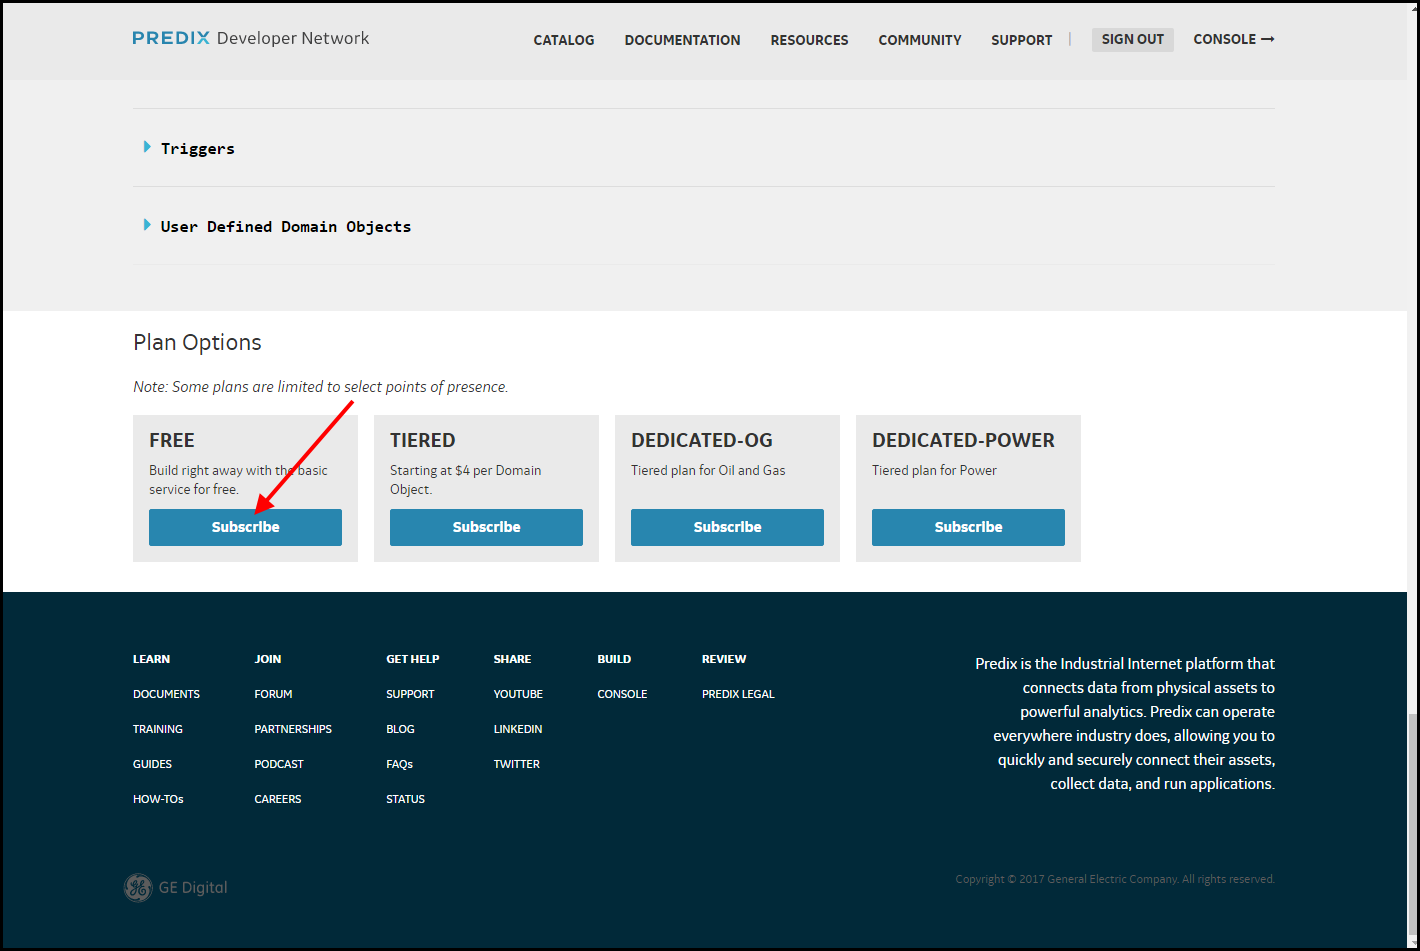 PREDIX Developer Network
CATALOG DOCUMENTATION RESOURCES COMMUNITY SUPPORT SIGN OUT CONSOLE →
Triggers
User Defined Domain Objects
Plan Options
Note: Some plans are limited to select points of presence.
FREE
Build right away with the basic
service for free.
Subscribe
TIERED
Starting at $4 per Domain
Object.
Subscribe
DEDICATED-OG
Tiered plan for Oil and Gas
Subscribe
DEDICATED-POWER
Tiered plan for Power
Subscribe
LEARN
DOCUMENTS
TRAINING
GUIDES
HOW-TOs
JOIN
FORUM
PARTNERSHIPS
PODCAST
CAREERS
GET HELP
SUPPORT
BLOG
FAQs
STATUS
SHARE
YOUTUBE
LINKEDIN
TWITTER
BUILD
CONSOLE
REVIEW
PREDIX LEGAL
Predix is the Industrial Internet platform that
connects data from physical assets to
powerful analytics. Predix can operate
everywhere industry does, allowing you to
quickly and securely connect their assets,
collect data, and run applications.
GE Digital
Copyright © 2017 General Electric Company. All rights reserved.